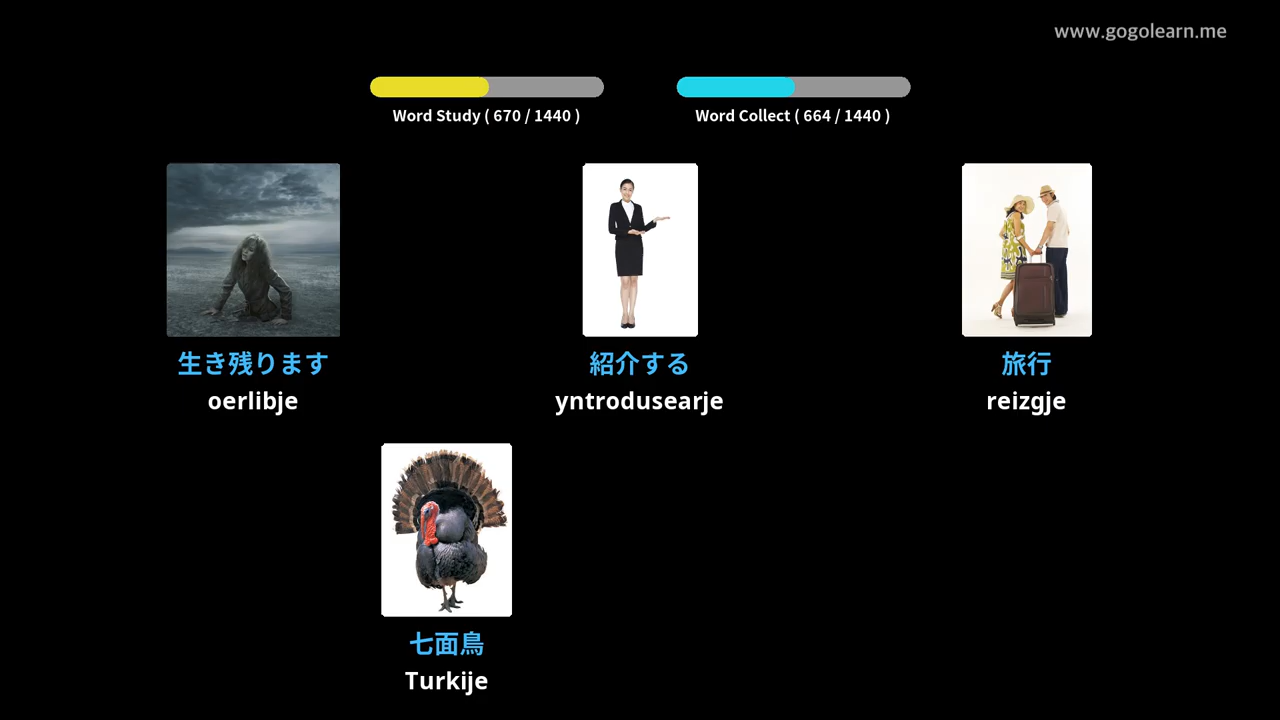 www.gogolearn.me
Word Study ( 670 / 1440 )
Word Collect ( 664 / 1440 )
生き残ります
oerlibje
紹介する
yntrodusearje
旅行
reizgje
七面鳥
Turkije